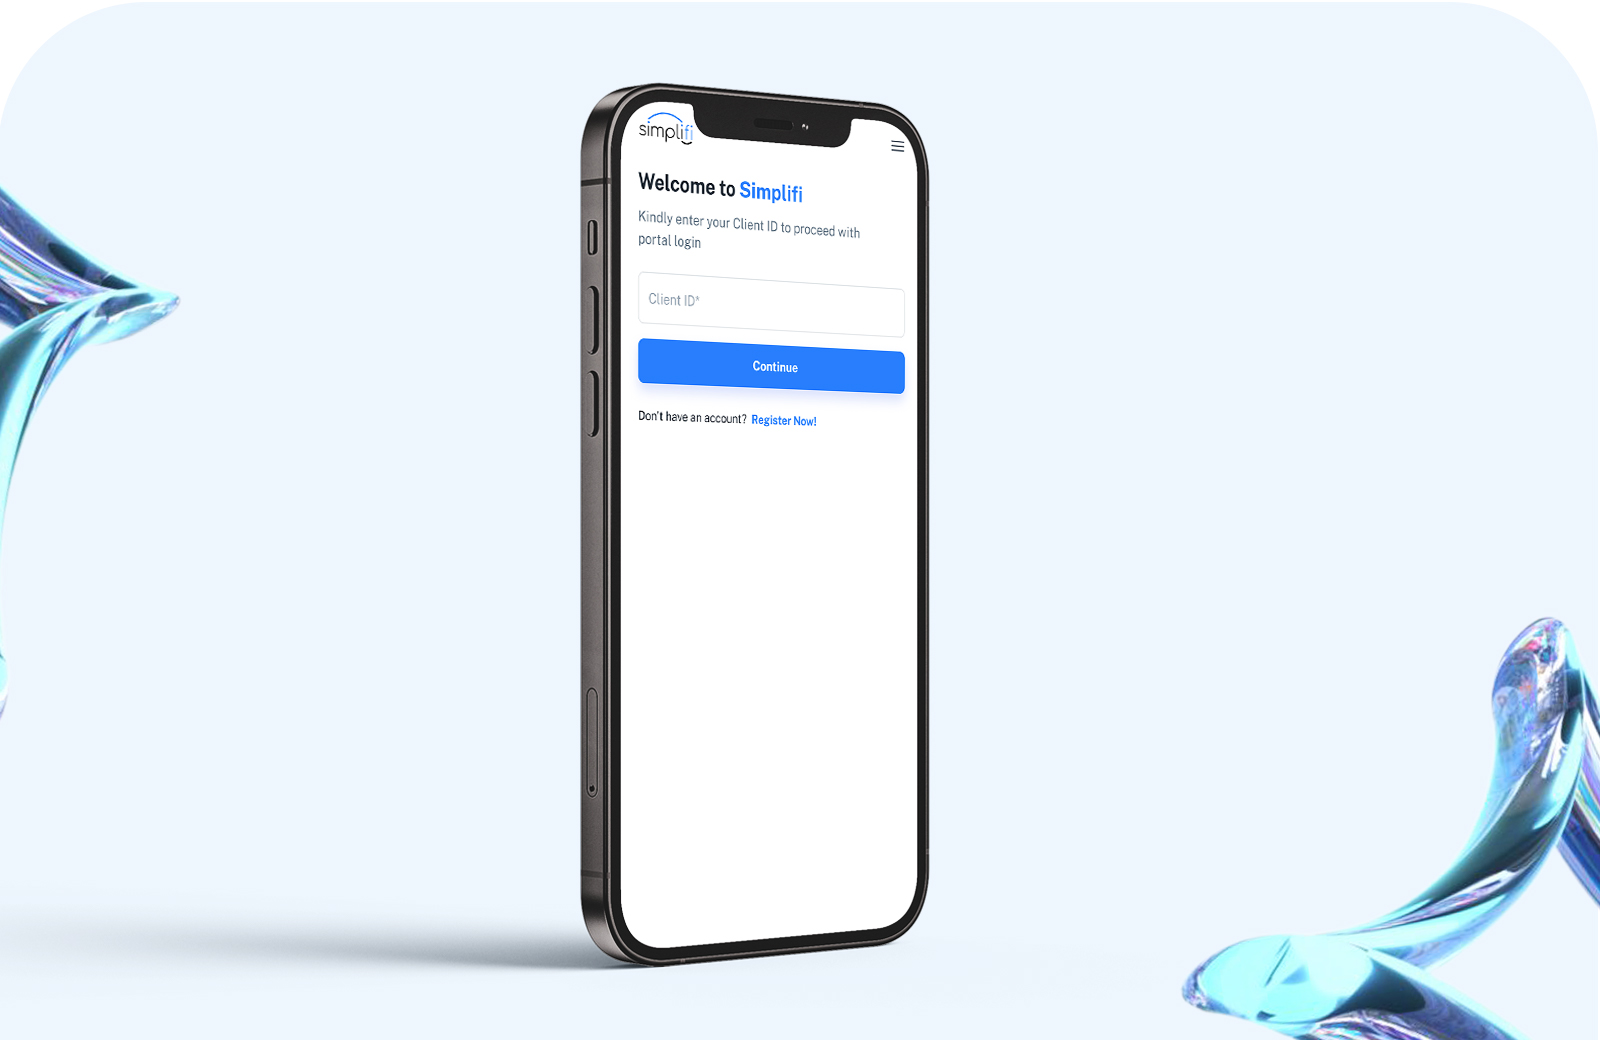 simplifi
Welcome to Simplifi
Kindly enter your Client ID to proceed with
portal login
Client ID*
Continue
Don't have an account? Register Now!